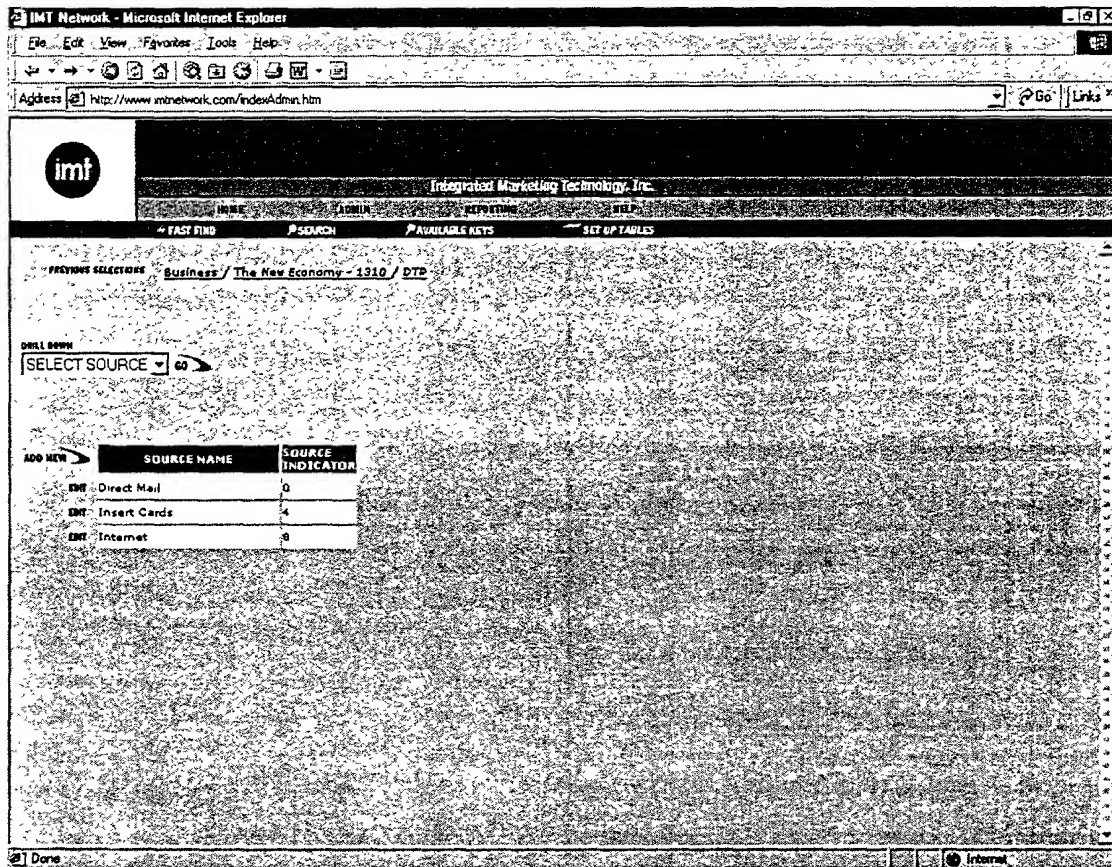 IMT Network - Microsoft Internet Explorer
File Edit View Favorites Tools Help
Address http://www.imtnetwork.com/indexAdmin.htm Go Links »
imt
Integrated Marketing Technology, Inc.
HOME ADMIN REPORTING HELP
FAST FIND SEARCH AVAILABLE KEYS SET UP TABLES
PREVIOUS SELECTIONS Business / The New Economy - 1310 / DTP
DRILL DOWN
SELECT SOURCE GO
ADD NEW SOURCE NAME SOURCE INDICATOR
EDIT Direct Mail 0
EDIT Insert Cards 4
EDIT Internet 8
Done Internet